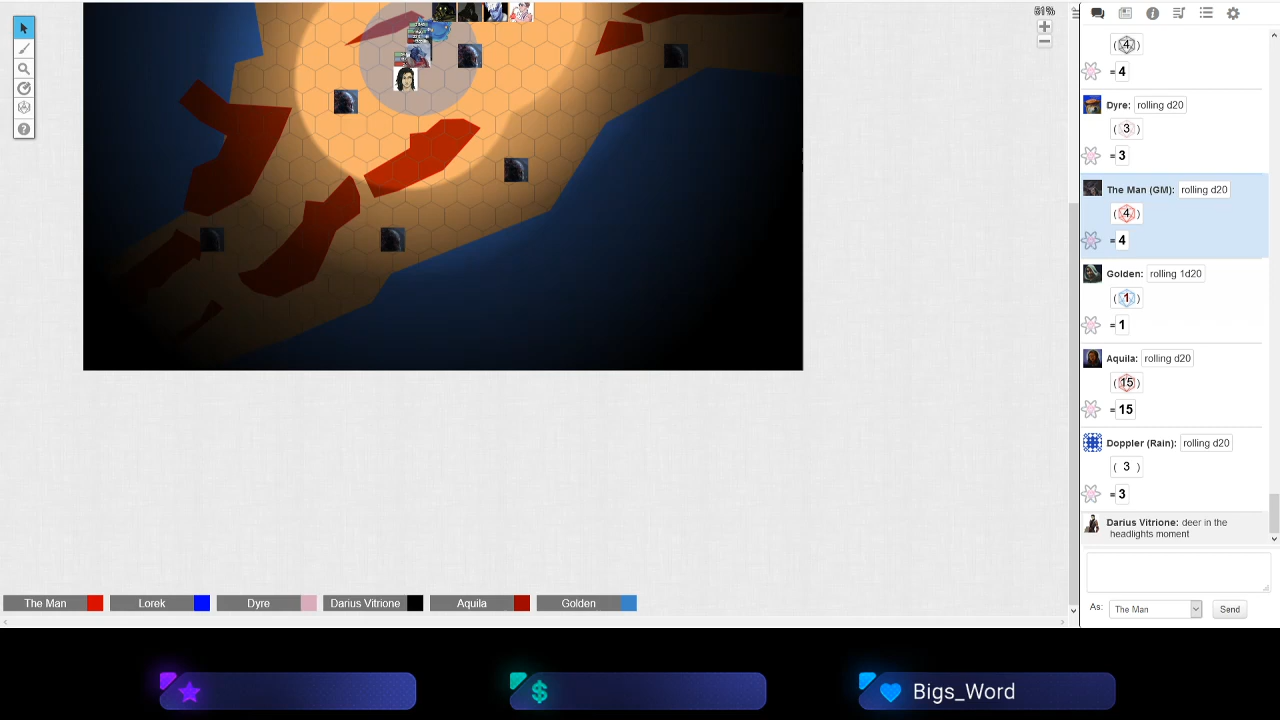 61%
4
= 4
Dyre: rolling d20
( 3 )
= 3
The Man (GM): rolling d20
( 4 )
= 4
Golden: rolling 1d20
( 1 )
= 1
Aquila: rolling d20
( 15 )
= 15
Doppler (Rain): rolling d20
( 3 )
= 3
Darius Vitrione: deer in the
headlights moment
As: The Man Send
The Man Lorek Dyre Darius Vitrione Aquila Golden
$ Bigs_Word